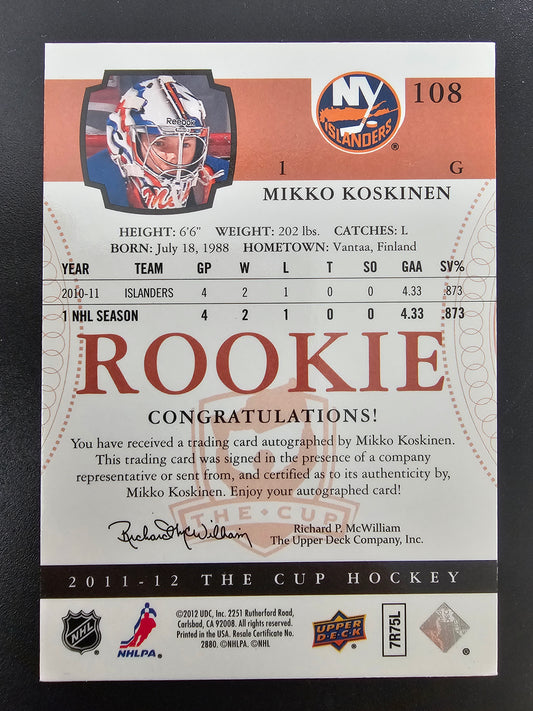 Reebok
NY
ISLANDERS
®
108
1 G
MIKKO KOSKINEN
HEIGHT: 6'6" WEIGHT: 202 lbs. CATCHES: L
BORN: July 18, 1988 HOMETOWN: Vantaa, Finland
YEAR TEAM GP W L T SO GAA SV%
2010-11 ISLANDERS 4 2 1 0 0 4.33 .873
1 NHL SEASON 4 2 1 0 0 4.33 .873
ROOKIE
CONGRATULATIONS!
You have received a trading card autographed by Mikko Koskinen.
This trading card was signed in the presence of a company
representative or sent from, and certified as to its authenticity by,
Mikko Koskinen. Enjoy your autographed card!
THE • CUP
Richard P. McWilliam
Richard P. McWilliam
The Upper Deck Company, Inc.
2011-12 THE CUP HOCKEY
NHL
NHLPA.
©2012 UDC, Inc. 2251 Rutherford Road,
Carlsbad, CA 92008. All rights reserved.
Printed in the USA. Resale Certificate No.
2880. ©NHLPA. ©NHL
UPPER
DECK
7R75L
®